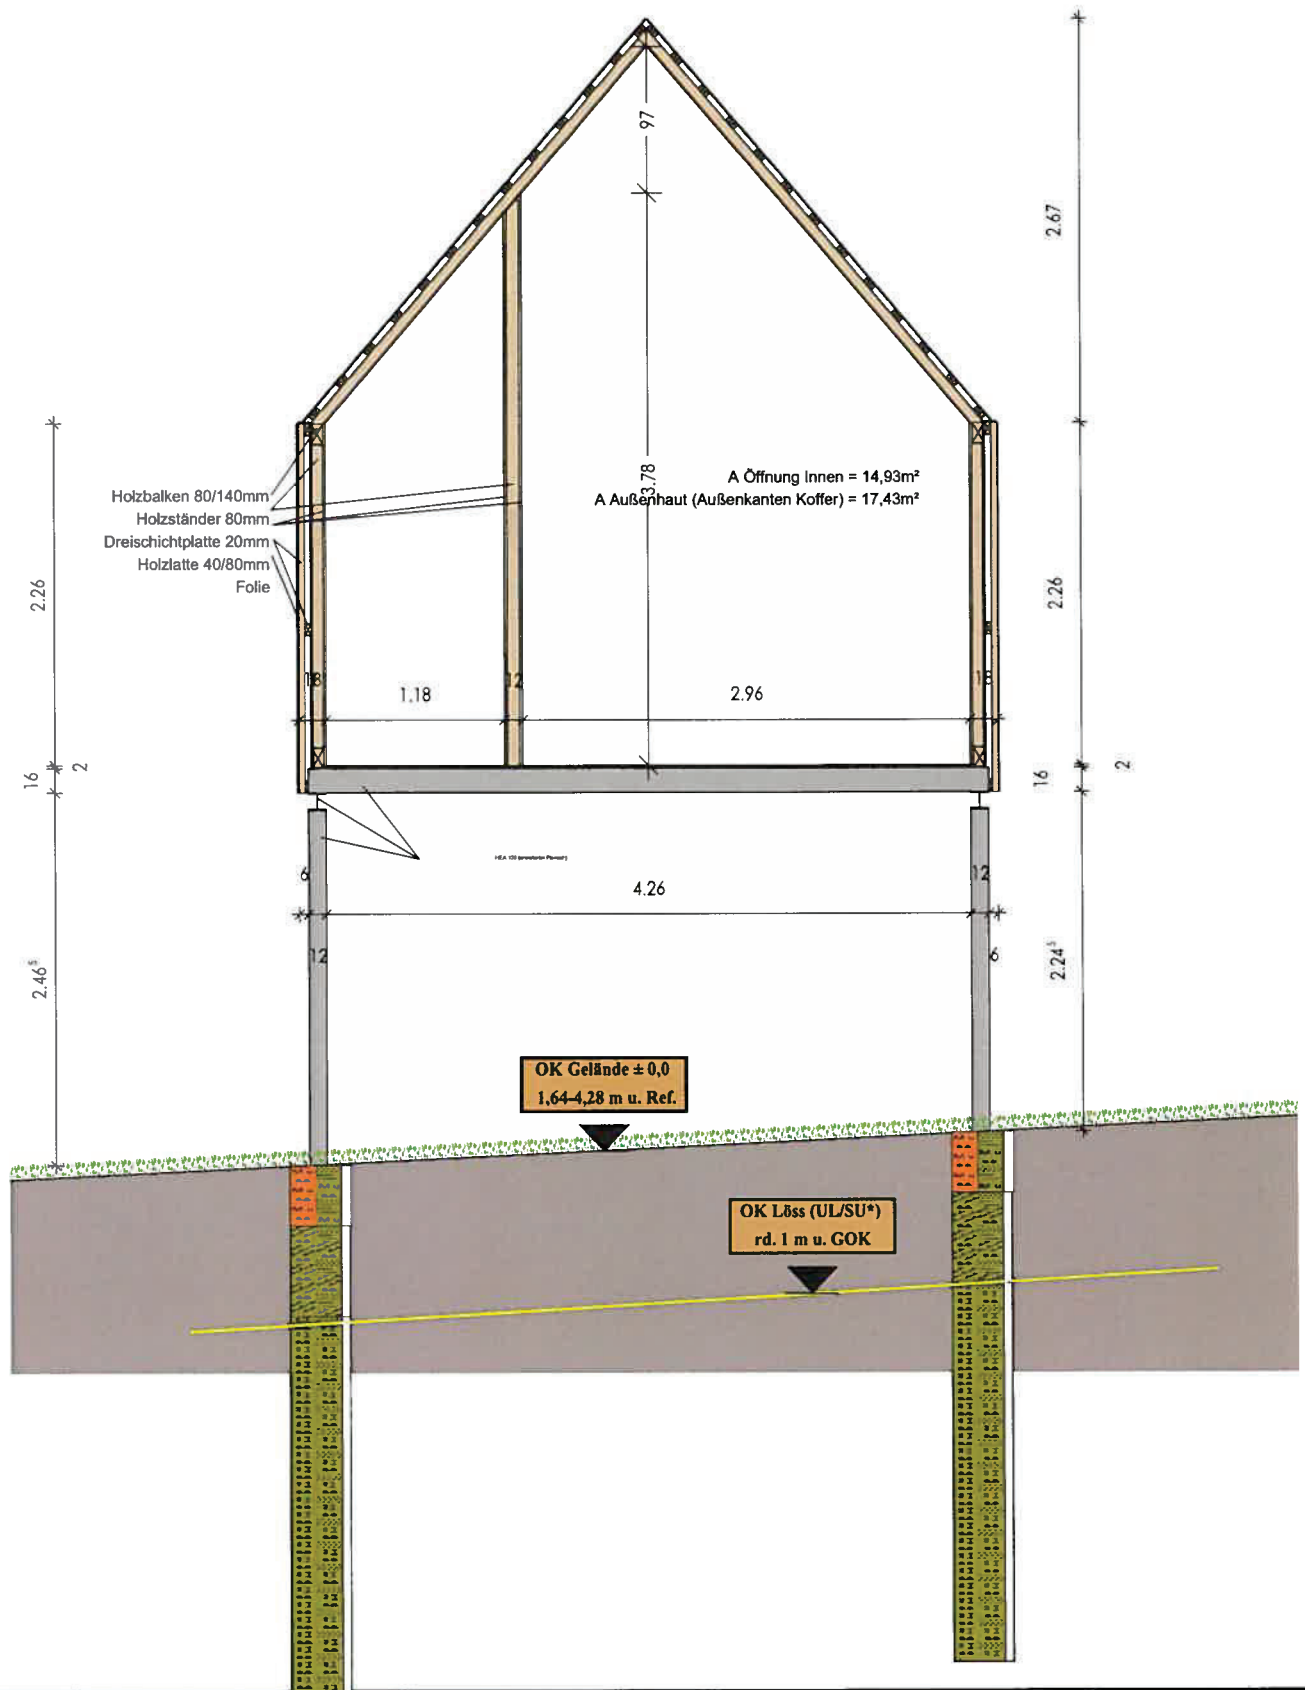 97
2.67
3.78
A Öffnung Innen = 14,93m²
A Außenhaut (Außenkanten Koffer) = 17,43m²
Holzbalken 80/140mm
Holzständer 80mm
Dreischichtplatte 20mm
Holzlatte 40/80mm
Folie
2.26
2.26
18
1.18
12
2.96
18
16
2
16
2
6
4.26
12
12
6
2.46⁵
2.24⁵
OK Gelände ± 0,0
1,64-4,28 m u. Ref.
OK Löss (UL/SU*)
rd. 1 m u. GOK